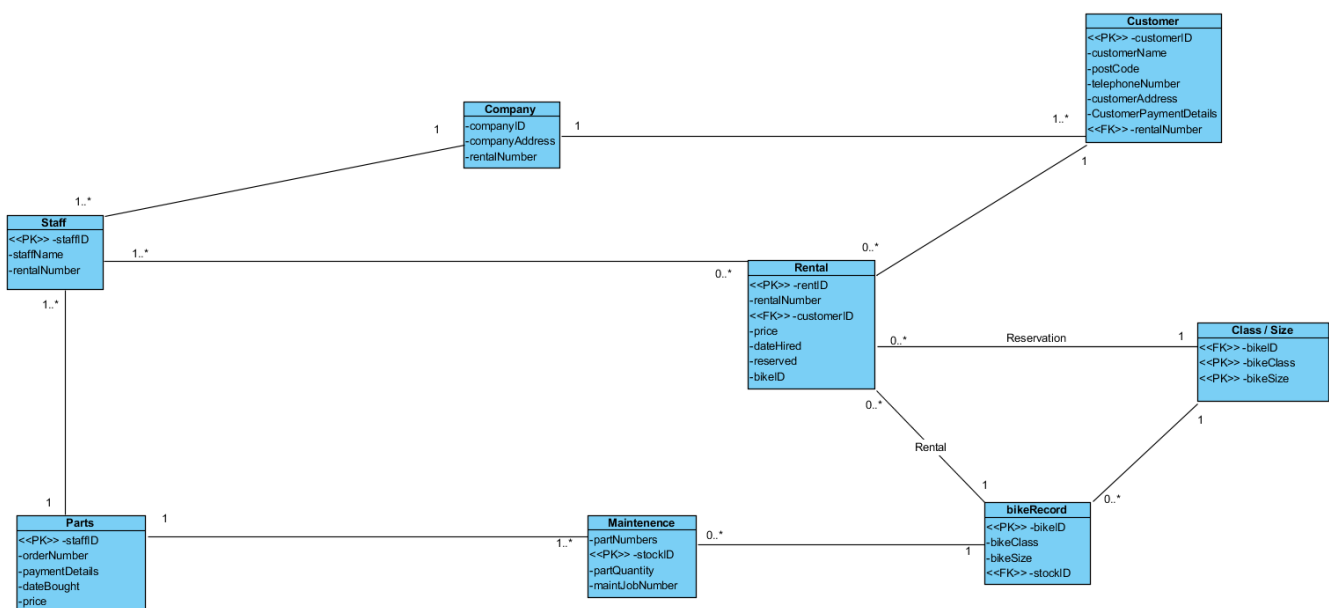 Customer
<<PK>> -customerID
-customerName
-postCode
-telephoneNumber
-customerAddress
-CustomerPaymentDetails
<<FK>> -rentalNumber
Company
-companyID
-companyAddress
-rentalNumber
1
1
1..*
1
1..*
Staff
<<PK>> -staffID
-staffName
-rentalNumber
1..*
0..*
0..*
1..*
Rental
<<PK>> -rentID
-rentalNumber
<<FK>> -customerID
-price
-dateHired
-reserved
-bikeID
Class / Size
<<FK>> -bikeID
<<PK>> -bikeClass
<<PK>> -bikeSize
0..*
Reservation
1
0..*
Rental
1
1
0..*
1
Parts
<<PK>> -staffID
-orderNumber
-paymentDetails
-dateBought
-price
1
1..*
Maintenence
-partNumbers
<<PK>> -stockID
-partQuantity
-maintJobNumber
0..*
1
bikeRecord
<<PK>> -bikeID
-bikeClass
-bikeSize
<<FK>> -stockID